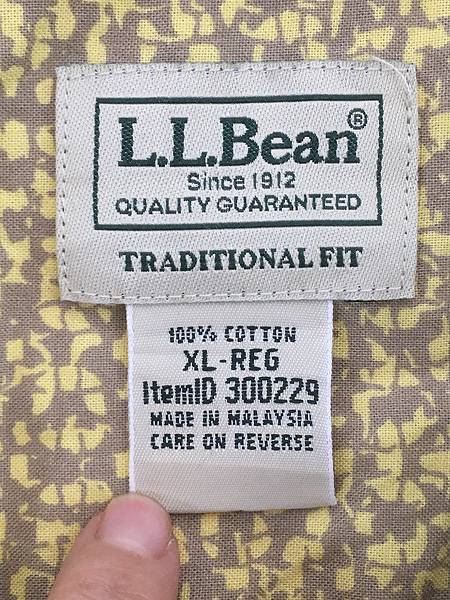 L.L.Bean®
Since 1912
QUALITY GUARANTEED
TRADITIONAL FIT
100% COTTON
XL-REG
ItemID 300229
MADE IN MALAYSIA
CARE ON REVERSE